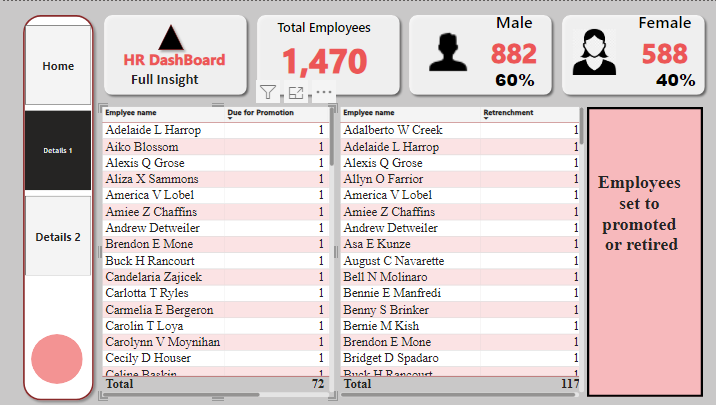 Home
Details 1
Details 2
HR DashBoard
Full Insight
Total Employees
1,470
Male
882
60%
Female
588
40%
Emplyee name Due for Promotion
Adelaide L Harrop 1
Aiko Blossom 1
Alexis Q Grose 1
Aliza X Sammons 1
America V Lobel 1
Amiee Z Chaffins 1
Andrew Detweiler 1
Brendon E Mone 1
Buck H Rancourt 1
Candelaria Zajicek 1
Carlotta T Ryles 1
Carmelia E Bergeron 1
Carolin T Loya 1
Carolynn V Moynihan 1
Cecily D Houser 1
Celine Baskin 1
Total 72
Emplyee name Retrenchment
Adalberto W Creek 1
Adelaide L Harrop 1
Alexis Q Grose 1
Allyn O Farrior 1
America V Lobel 1
Amiee Z Chaffins 1
Andrew Detweiler 1
Asa E Kunze 1
August C Navarette 1
Bell N Molinaro 1
Bennie E Manfredi 1
Benny S Brinker 1
Bernie M Kish 1
Brendon E Mone 1
Bridget D Spadaro 1
Buck H Rancourt 1
Total 117
Employees
set to
promoted
or retired